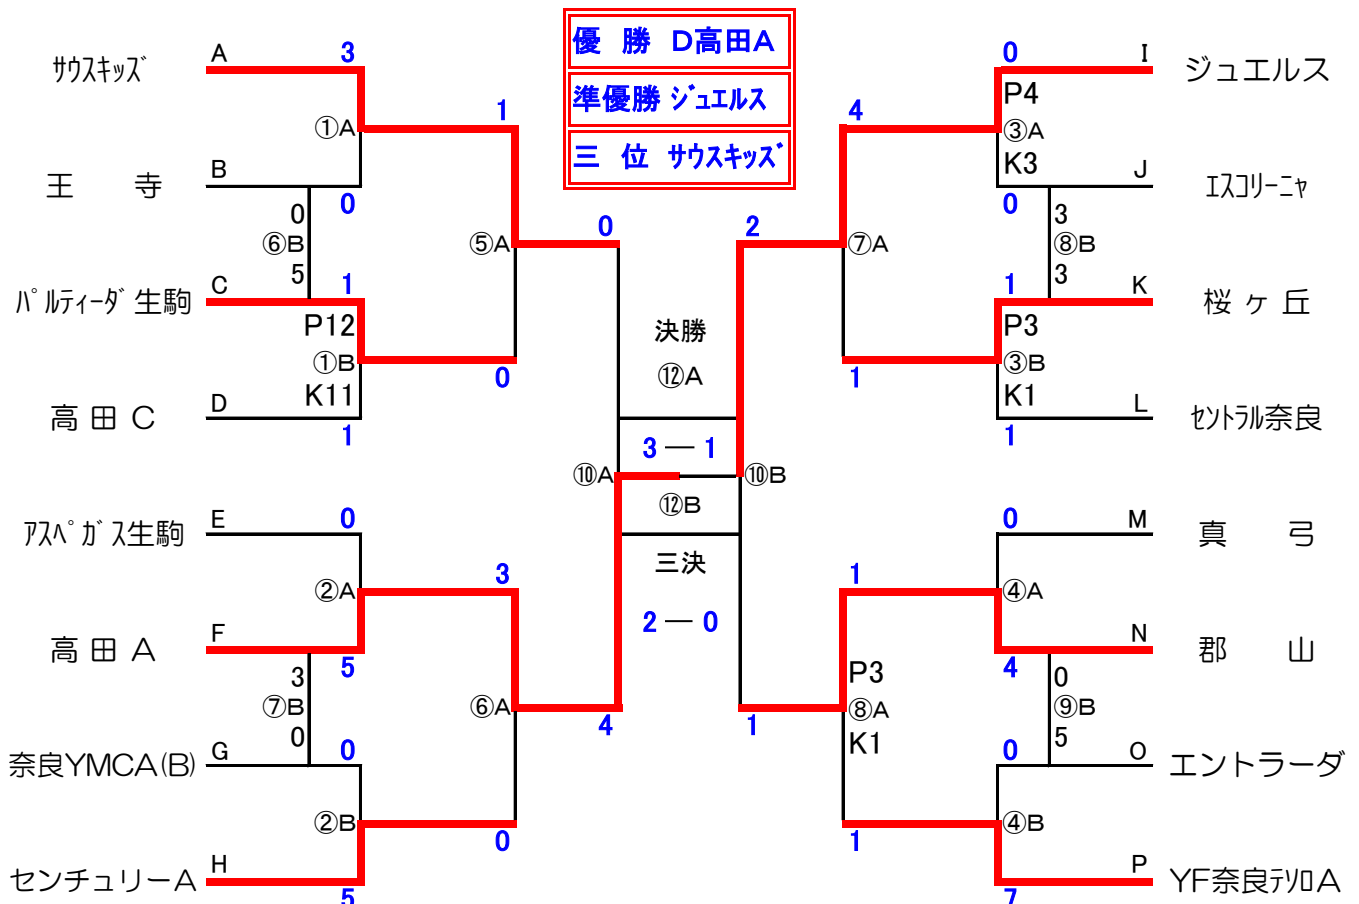 優 勝 D高田A
準優勝 ジュエルス
三 位 サウスキッズ
サウスキッズ
A
3
①A
王 寺
B
0
0
⑥B
5
パルティーダ生駒
C
1
P12
①B
K11
高田C
D
1
1
⑤A
0
アスペガス生駒
E
0
②A
高田A
F
5
3
⑦B
0
奈良YMCA(B)
G
0
②B
センチュリーA
H
5
3
⑥A
0
0
⑩A
4
決勝
⑫A
3 ― 1
⑫B
三決
2 ― 0
2
⑩B
1
4
⑦A
1
1
P3
⑧A
K1
1
0
I
ジュエルス
P4
③A
K3
0
J
エスコリーニャ
3
⑧B
3
1
K
桜ヶ丘
P3
③B
K1
1
L
セントラル奈良
0
M
真 弓
④A
4
N
郡 山
0
⑨B
5
0
O
エントラーダ
④B
7
P
YF奈良テソロA